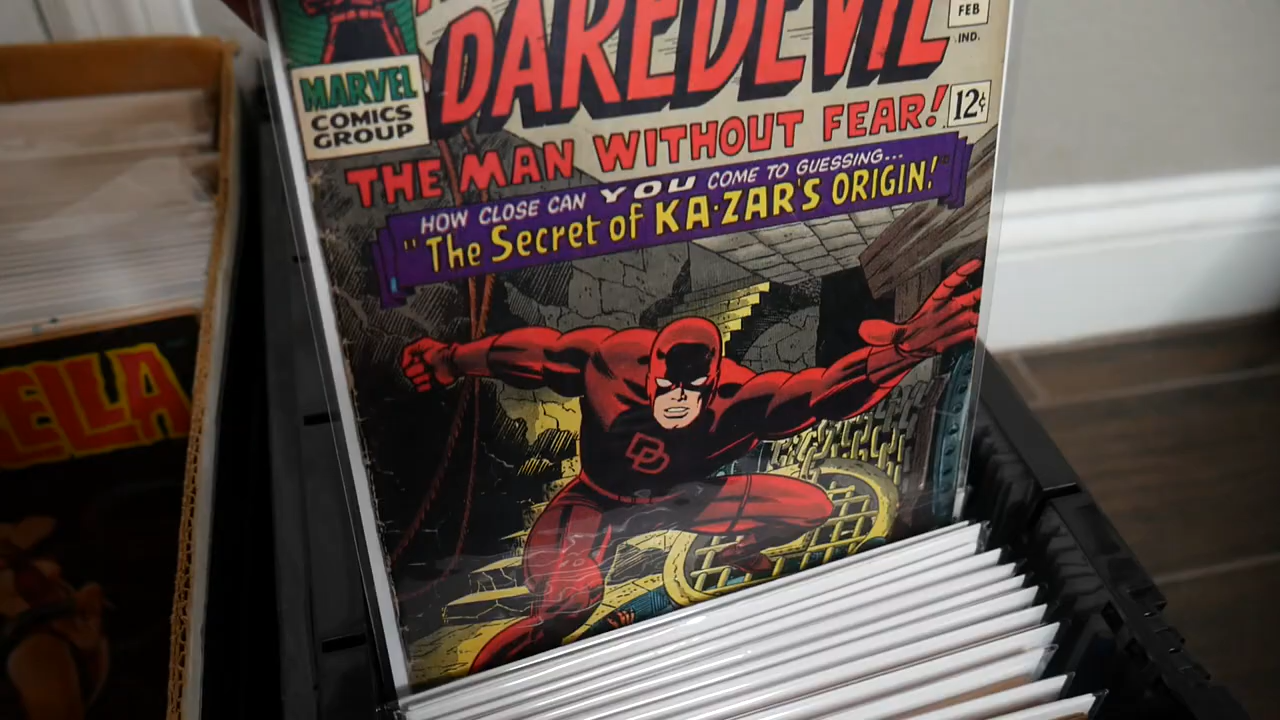 DAREDEVIL
FEB
IND.
MARVEL
COMICS
GROUP
12¢
THE MAN WITHOUT FEAR!
HOW CLOSE CAN YOU COME TO GUESSING...
"The Secret of KA-ZAR'S ORIGIN!"
DD
ELLA